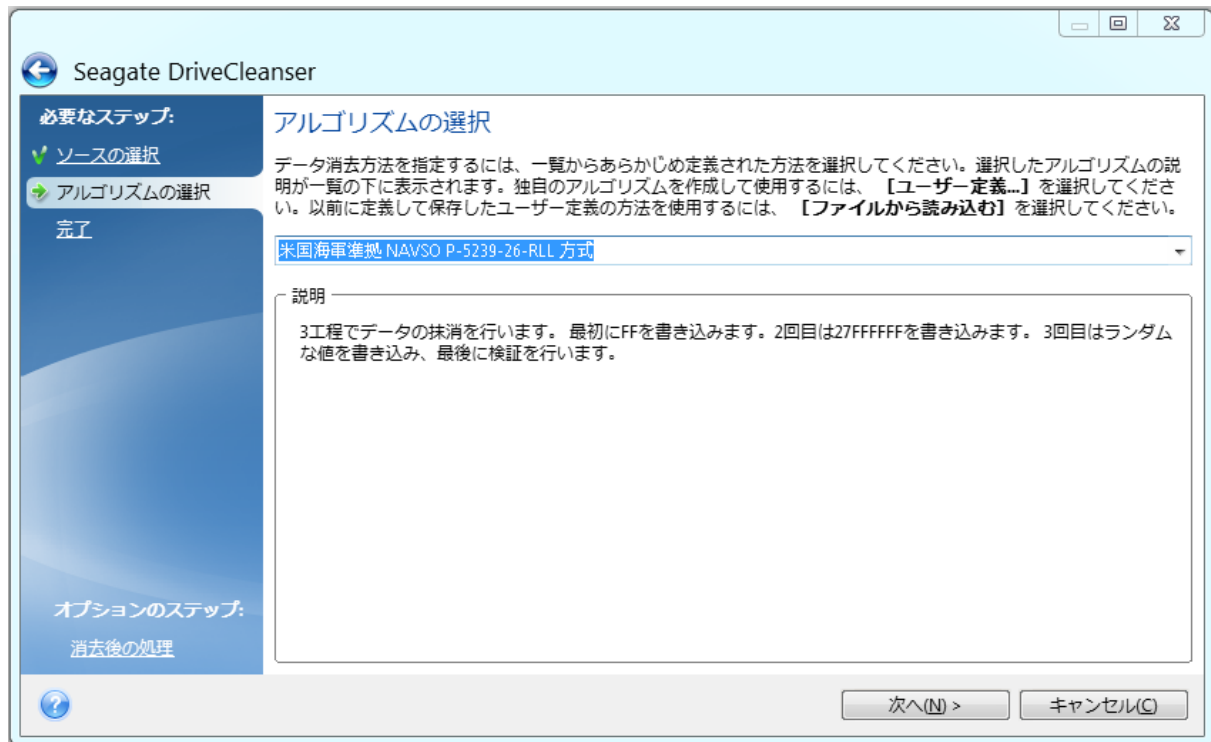 Seagate DriveCleanser
必要なステップ:
ソースの選択
アルゴリズムの選択
完了
オプションのステップ:
消去後の処理
アルゴリズムの選択
データ消去方法を指定するには、一覧からあらかじめ定義された方法を選択してください。選択したアルゴリズムの説
明が一覧の下に表示されます。独自のアルゴリズムを作成して使用するには、 [ユーザー定義...] を選択してくださ
い。以前に定義して保存したユーザー定義の方法を使用するには、 [ファイルから読み込む] を選択してください。
米国海軍準拠 NAVSO P-5239-26-RLL 方式
説明
3工程でデータの抹消を行います。 最初にFFを書き込みます。2回目は27FFFFFFを書き込みます。 3回目はランダム
な値を書き込み、最後に検証を行います。
次へ(N) >
キャンセル(C)